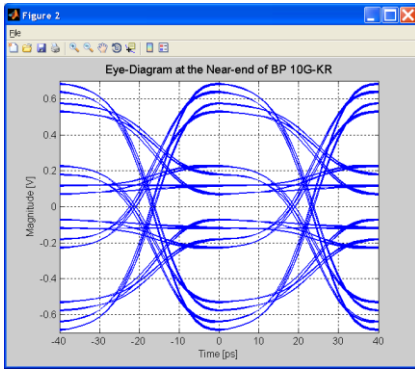 Figure 2
File
Eye-Diagram at the Near-end of BP 10G-KR
0.6
0.4
0.2
0
-0.2
-0.4
-0.6
Magnitude [V]
-40 -30 -20 -10 0 10 20 30 40
Time [ps]